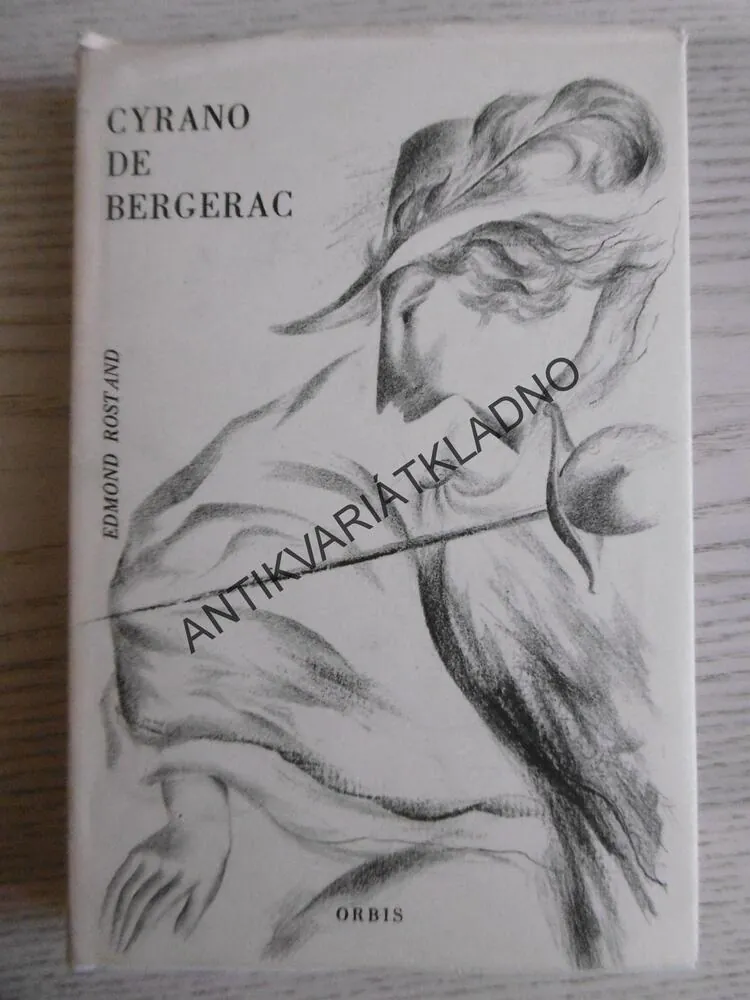 CYRANO
DE
BERGERAC
EDMOND ROSTAND
ANTIKVARIÁTKLADNO
ORBIS